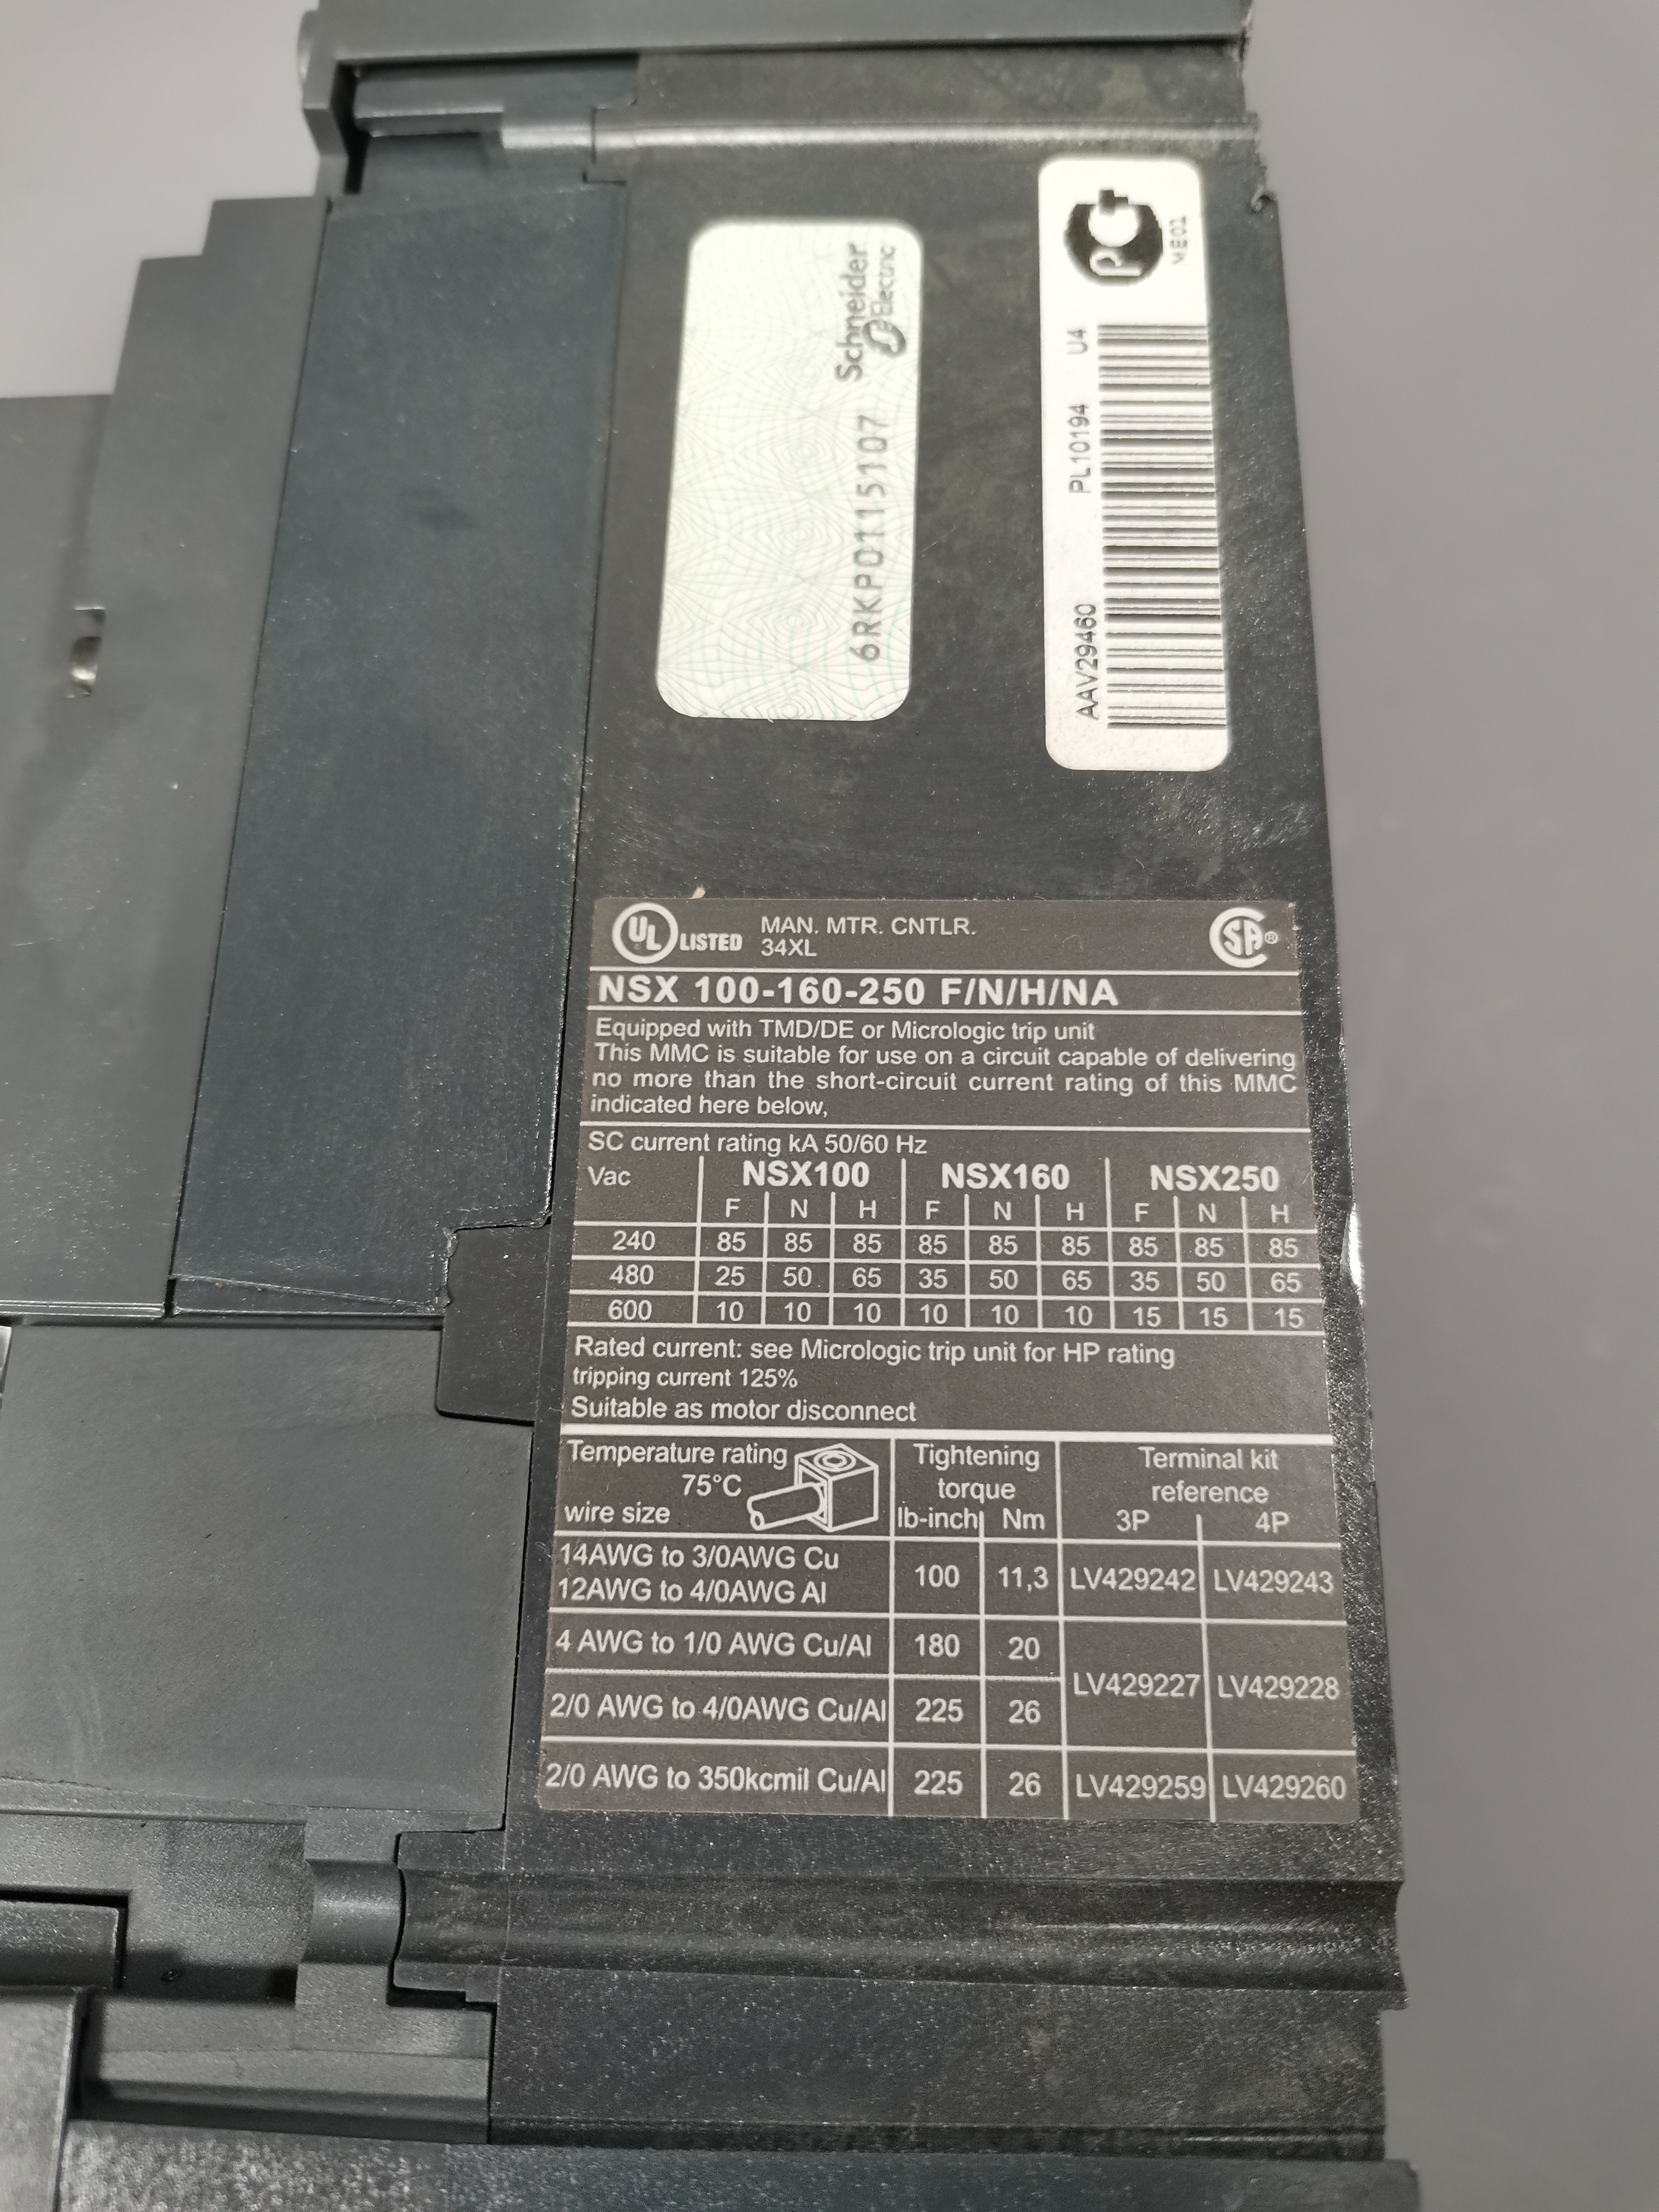 Schneider
Electric
6RKP0115107
AAV29460 PL10194 U4
ME01
UL LISTED MAN. MTR. CNTLR.
34XL
SA®
NSX 100-160-250 F/N/H/NA
Equipped with TMD/DE or Micrologic trip unit
This MMC is suitable for use on a circuit capable of delivering
no more than the short-circuit current rating of this MMC
indicated here below,
SC current rating kA 50/60 Hz
Vac NSX100 NSX160 NSX250
F N H F N H F N H
240 85 85 85 85 85 85 85 85 85
480 25 50 65 35 50 65 35 50 65
600 10 10 10 10 10 10 15 15 15
Rated current: see Micrologic trip unit for HP rating
tripping current 125%
Suitable as motor disconnect
Temperature rating
75°C
wire size
Tightening
torque
lb-inch Nm
Terminal kit
reference
3P 4P
14AWG to 3/0AWG Cu
12AWG to 4/0AWG Al
100 11,3 LV429242 LV429243
4 AWG to 1/0 AWG Cu/Al 180 20
LV429227 LV429228
2/0 AWG to 4/0AWG Cu/Al 225 26
2/0 AWG to 350kcmil Cu/Al 225 26 LV429259 LV429260